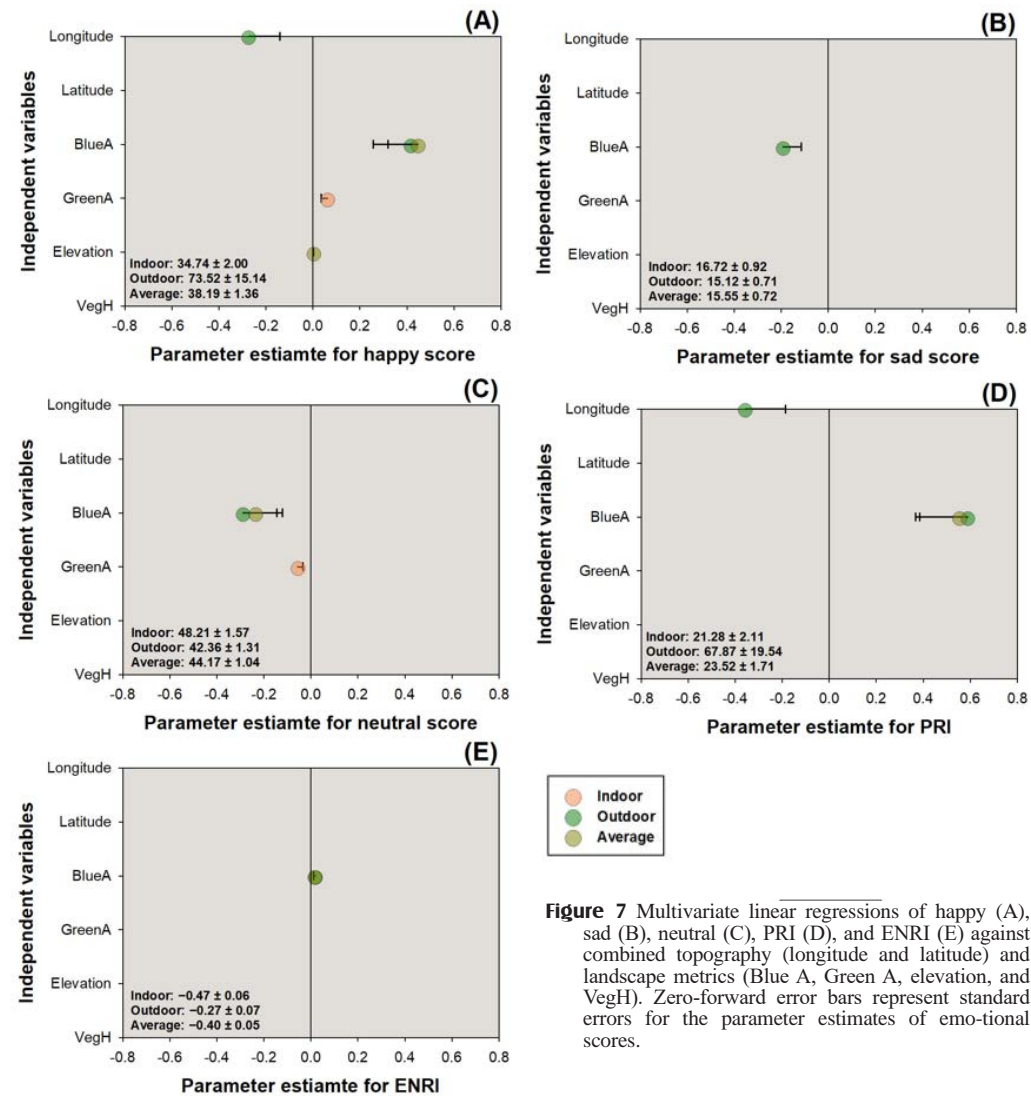 (A)
Independent variables
Longitude
Latitude
BlueA
GreenA
Elevation
VegH
Indoor: 34.74 ± 2.00
Outdoor: 73.52 ± 15.14
Average: 38.19 ± 1.36
-0.8 -0.6 -0.4 -0.2 0.0 0.2 0.4 0.6 0.8
Parameter estiamte for happy score
(B)
Independent variables
Longitude
Latitude
BlueA
GreenA
Elevation
VegH
Indoor: 16.72 ± 0.92
Outdoor: 15.12 ± 0.71
Average: 15.55 ± 0.72
-0.8 -0.6 -0.4 -0.2 0.0 0.2 0.4 0.6 0.8
Parameter estiamte for sad score
(C)
Independent variables
Longitude
Latitude
BlueA
GreenA
Elevation
VegH
Indoor: 48.21 ± 1.57
Outdoor: 42.36 ± 1.31
Average: 44.17 ± 1.04
-0.8 -0.6 -0.4 -0.2 0.0 0.2 0.4 0.6 0.8
Parameter estiamte for neutral score
(D)
Independent variables
Longitude
Latitude
BlueA
GreenA
Elevation
VegH
Indoor: 21.28 ± 2.11
Outdoor: 67.87 ± 19.54
Average: 23.52 ± 1.71
-0.8 -0.6 -0.4 -0.2 0.0 0.2 0.4 0.6 0.8
Parameter estiamte for PRI
(E)
Independent variables
Longitude
Latitude
BlueA
GreenA
Elevation
VegH
Indoor: −0.47 ± 0.06
Outdoor: −0.27 ± 0.07
Average: −0.40 ± 0.05
-0.8 -0.6 -0.4 -0.2 0.0 0.2 0.4 0.6 0.8
Parameter estiamte for ENRI
Indoor
Outdoor
Average
Figure 7 Multivariate linear regressions of happy (A),
sad (B), neutral (C), PRI (D), and ENRI (E) against
combined topography (longitude and latitude) and
landscape metrics (Blue A, Green A, elevation, and
VegH). Zero-forward error bars represent standard
errors for the parameter estimates of emo-tional
scores.